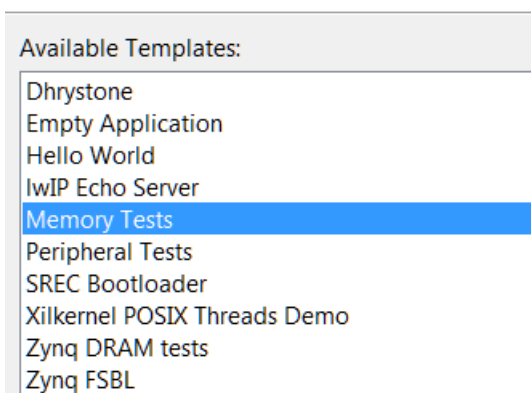 Available Templates:
Dhrystone
Empty Application
Hello World
lwIP Echo Server
Memory Tests
Peripheral Tests
SREC Bootloader
Xilkernel POSIX Threads Demo
Zynq DRAM tests
Zynq FSBL